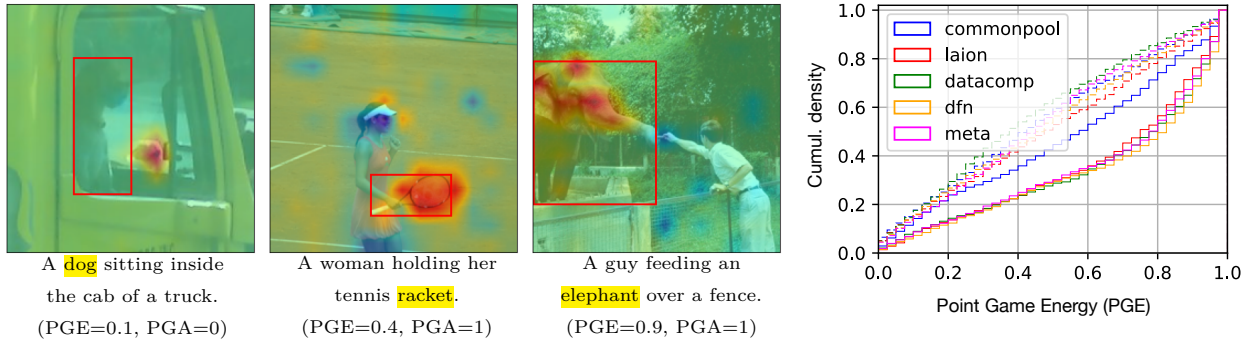 A dog sitting inside
the cab of a truck.
(PGE=0.1, PGA=0)
A woman holding her
tennis racket.
(PGE=0.4, PGA=1)
A guy feeding an
elephant over a fence.
(PGE=0.9, PGA=1)
Cumul. density
1.0
0.8
0.6
0.4
0.2
0.0
commonpool
laion
datacomp
dfn
meta
0.0 0.2 0.4 0.6 0.8 1.0
Point Game Energy (PGE)